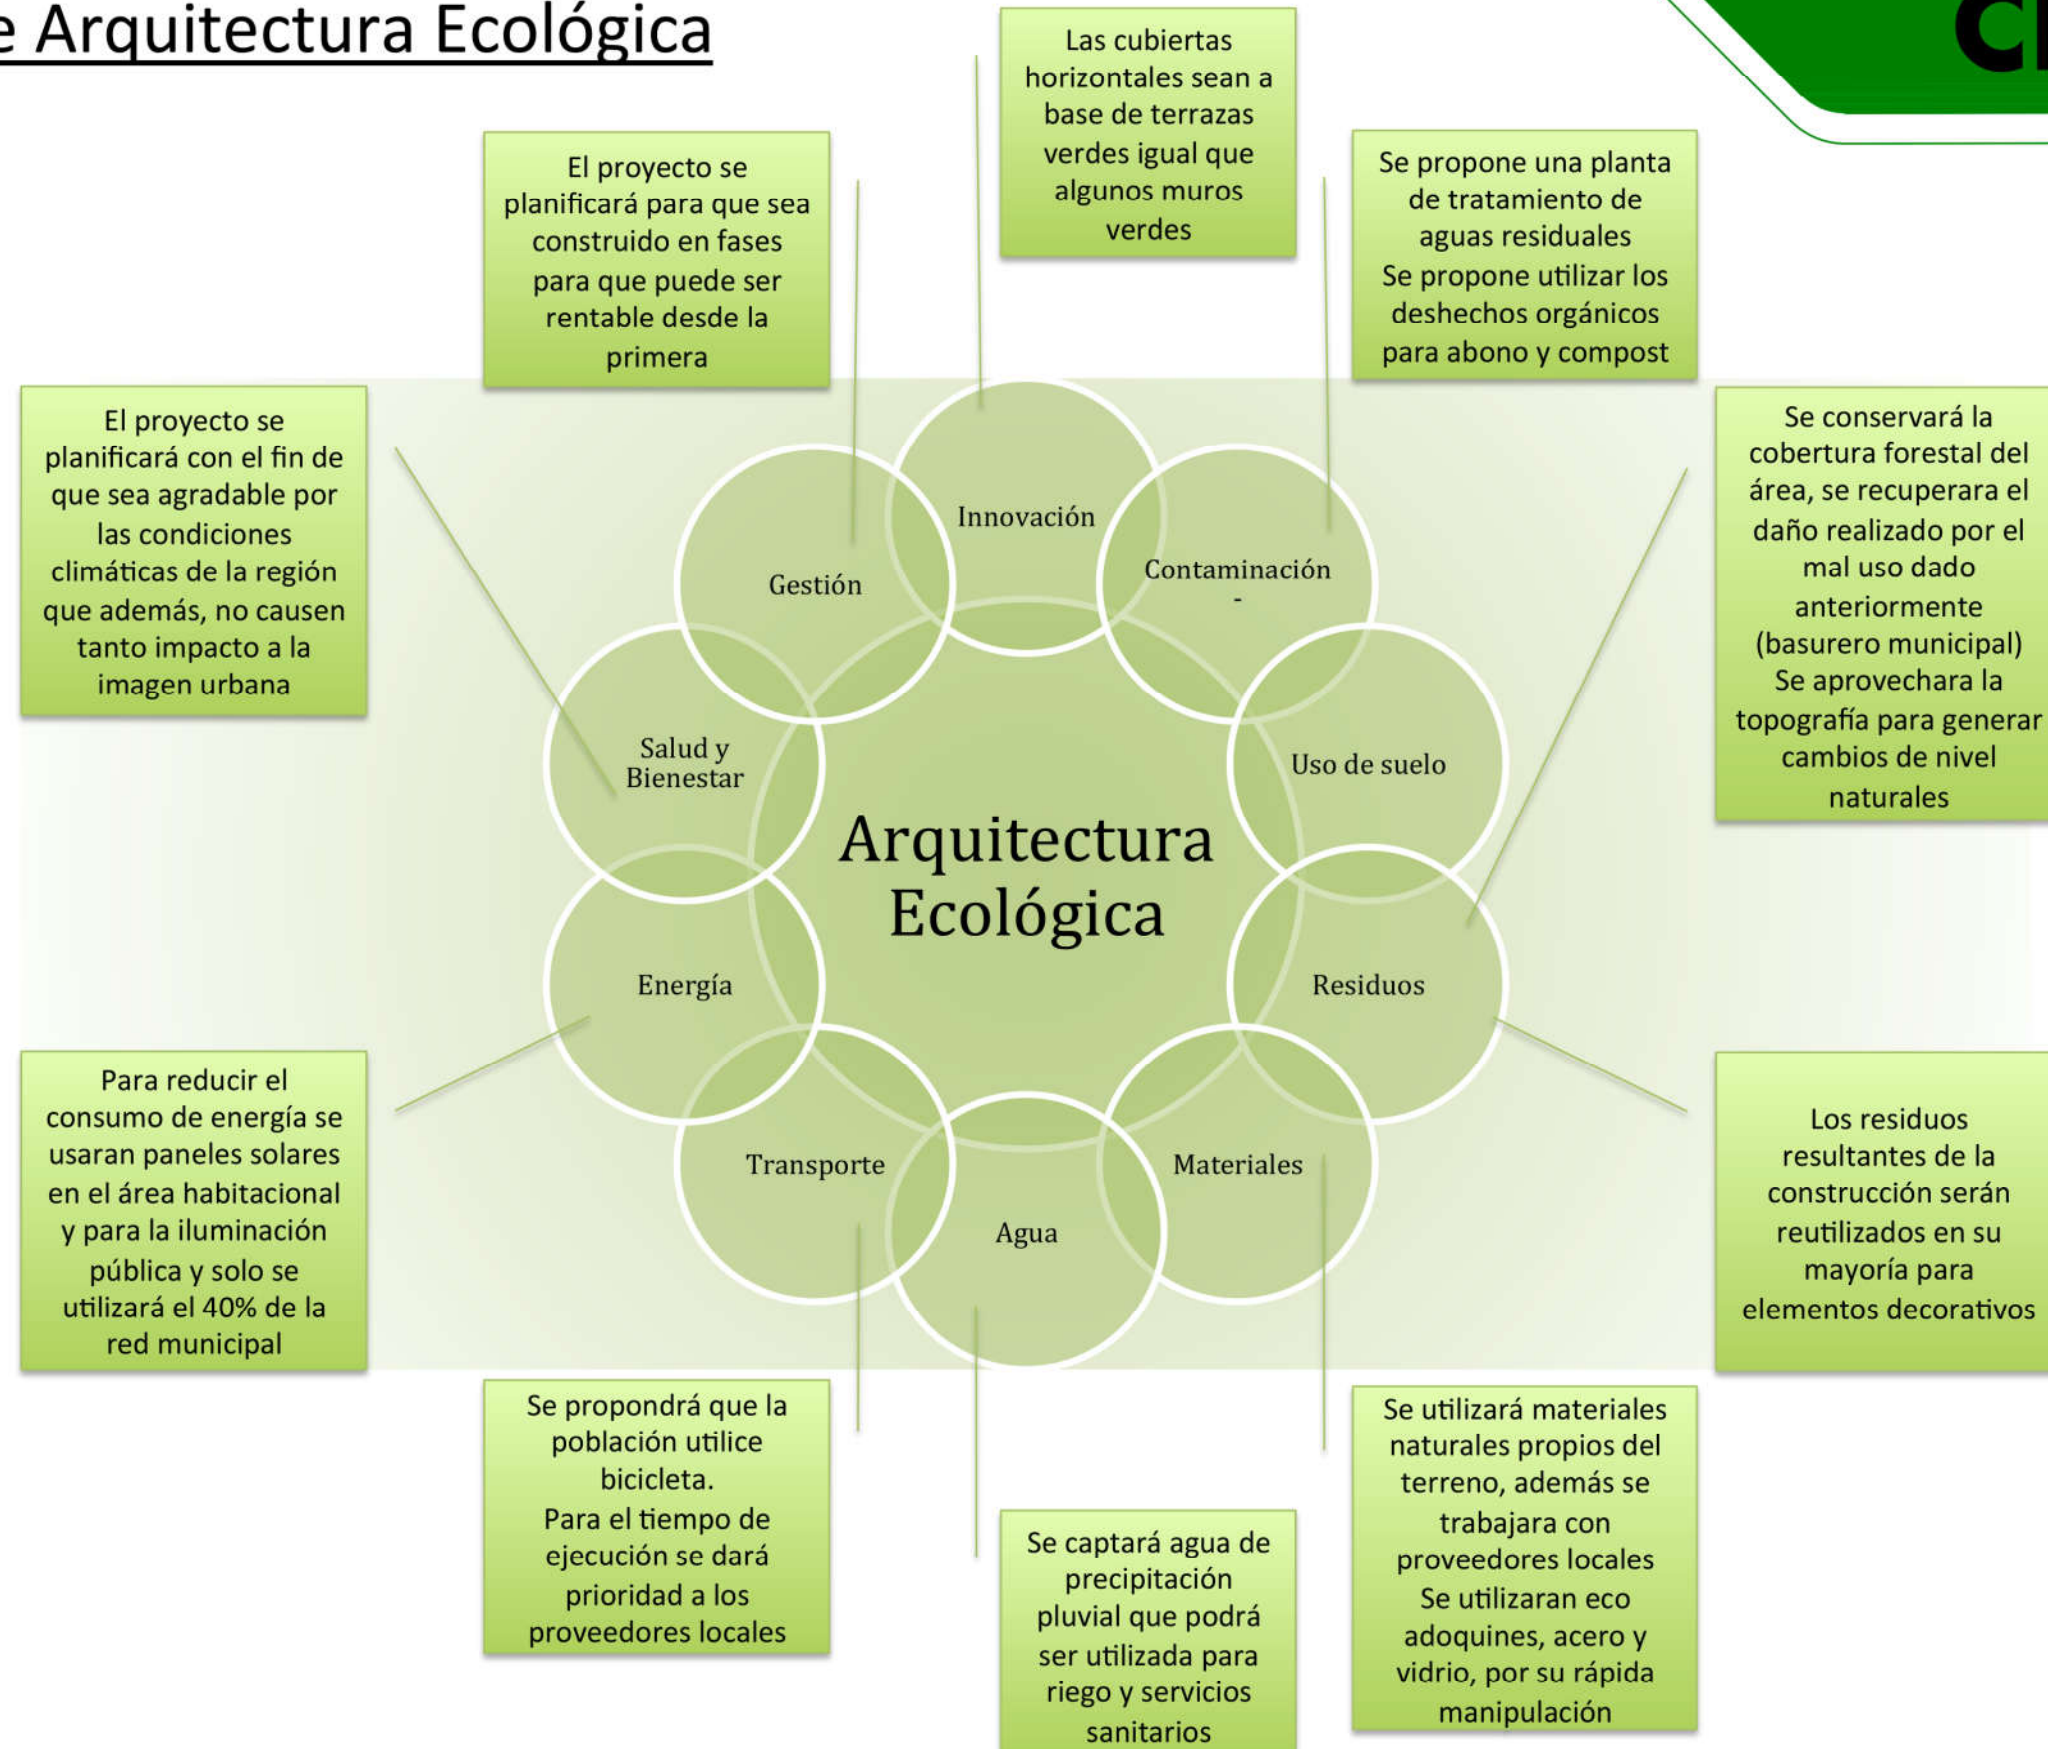 e Arquitectura Ecológica
Las cubiertas
horizontales sean a
base de terrazas
verdes igual que
algunos muros
verdes
El proyecto se
planificará para que sea
construido en fases
para que puede ser
rentable desde la
primera
Se propone una planta
de tratamiento de
aguas residuales
Se propone utilizar los
deshechos orgánicos
para abono y compost
El proyecto se
planificará con el fin de
que sea agradable por
las condiciones
climáticas de la región
que además, no causen
tanto impacto a la
imagen urbana
Se conservará la
cobertura forestal del
área, se recuperara el
daño realizado por el
mal uso dado
anteriormente
(basurero municipal)
Se aprovechara la
topografía para generar
cambios de nivel
naturales
Innovación
Contaminación
-
Gestión
Uso de suelo
Salud y
Bienestar
Arquitectura
Ecológica
Energía
Residuos
Transporte
Materiales
Agua
Para reducir el
consumo de energía se
usaran paneles solares
en el área habitacional
y para la iluminación
pública y solo se
utilizará el 40% de la
red municipal
Los residuos
resultantes de la
construcción serán
reutilizados en su
mayoría para
elementos decorativos
Se propondrá que la
población utilice
bicicleta.
Para el tiempo de
ejecución se dará
prioridad a los
proveedores locales
Se captará agua de
precipitación
pluvial que podrá
ser utilizada para
riego y servicios
sanitarios
Se utilizará materiales
naturales propios del
terreno, además se
trabajara con
proveedores locales
Se utilizaran eco
adoquines, acero y
vidrio, por su rápida
manipulación